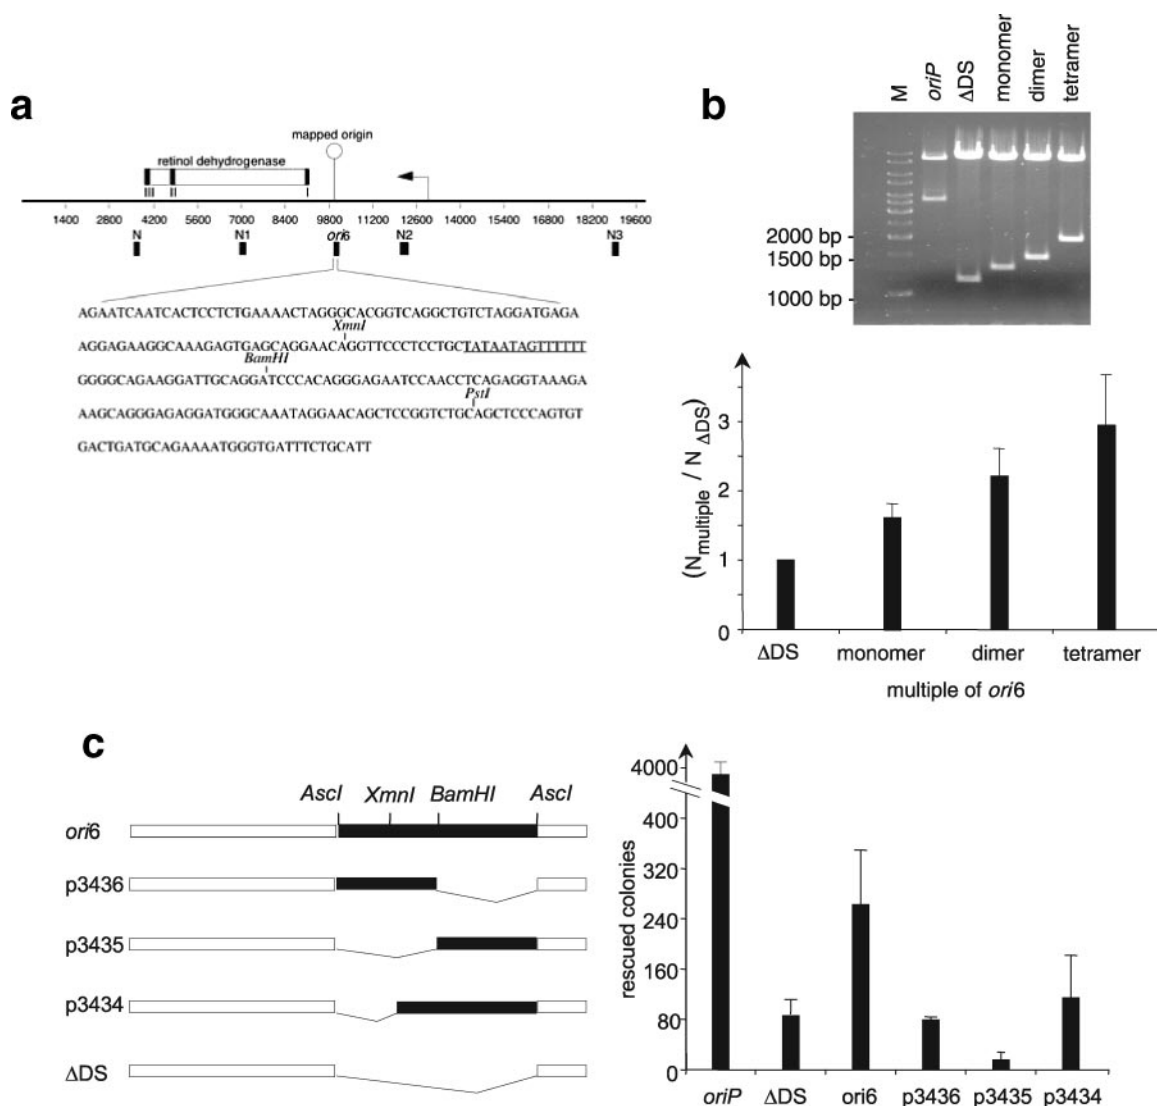 a
mapped origin
retinol dehydrogenase
III II I
1400 2800 4200 5600 7000 8400 9800 11200 12600 14000 15400 16800 18200 19600
N N1 ori6 N2 N3
AGAATCAATCACTCCTCTGAAAACTAGGGCACGGTCAGGCTGTCTAGGATGAGA
XmnI
AGGAGAAGGCAAAGAGTGAGCAGGAACAGGTTCCCTCCTGCTATAATAGTTTTTT
BamHI
GGGGCAGAAGGATTGCAGGATCCCACAGGGAGAATCCAACCTCAGAGGTAAAGA
PstI
AAGCAGGGAGAGGATGGGCAAATAGGAACAGCTCCGGTCTGCAGCTCCCAGTGT
GACTGATGCAGAAAATGGGTGATTTCTGCATT
b
M oriP ΔDS monomer dimer tetramer
2000 bp
1500 bp
1000 bp
(Nmultiple / NΔDS)
3
2
1
0
ΔDS monomer dimer tetramer
multiple of ori6
c
AscI XmnI BamHI AscI
ori6
p3436
p3435
p3434
ΔDS
rescued colonies
4000
400
320
240
160
80
0
oriP ΔDS ori6 p3436 p3435 p3434